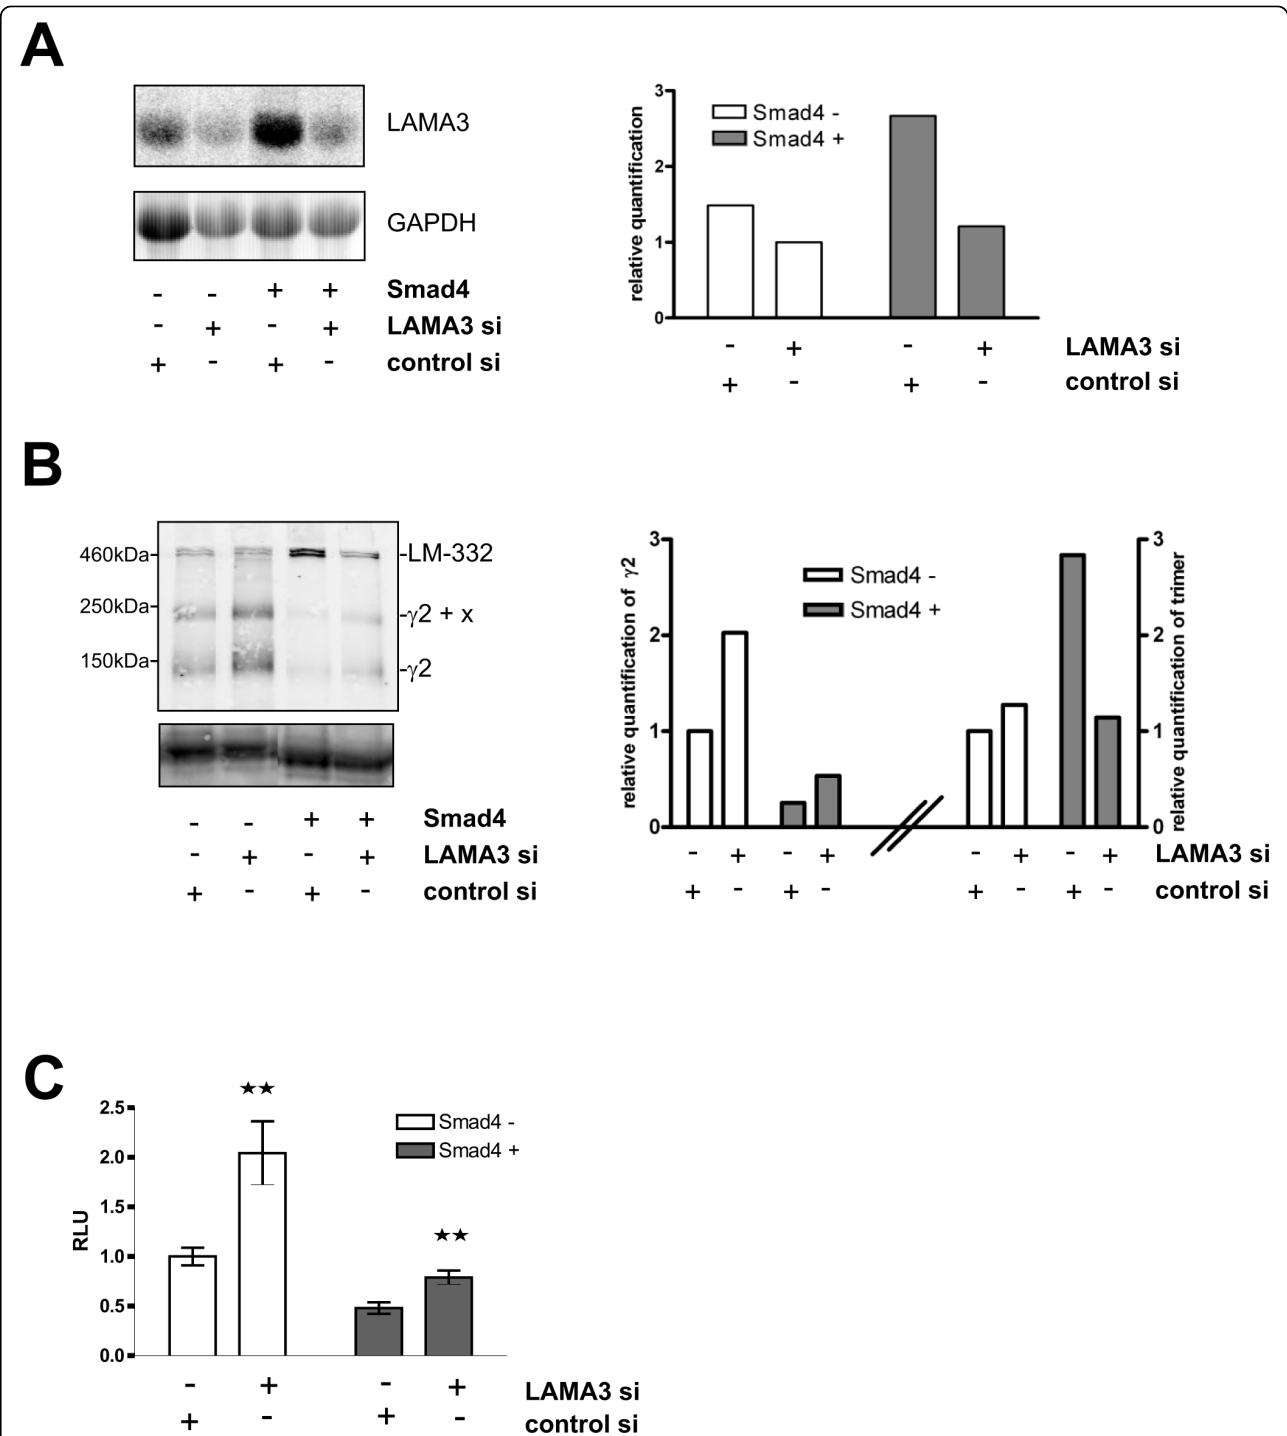 A
LAMA3
GAPDH
- - + + Smad4
- + - + LAMA3 si
+ - + - control si
relative quantification
3
2
1
0
Smad4 -
Smad4 +
- + - + LAMA3 si
+ - + - control si
B
460kDa-
250kDa-
150kDa-
-LM-332
-γ2 + x
-γ2
- - + + Smad4
- + - + LAMA3 si
+ - + - control si
relative quantification of γ2
3
2
1
0
Smad4 -
Smad4 +
3
2
1
0
relative quantification of trimer
- + - + - + - + LAMA3 si
+ - + - + - + - control si
C
RLU
2.5
2.0
1.5
1.0
0.5
0.0
★★
★★
Smad4 -
Smad4 +
- + - + LAMA3 si
+ - + - control si